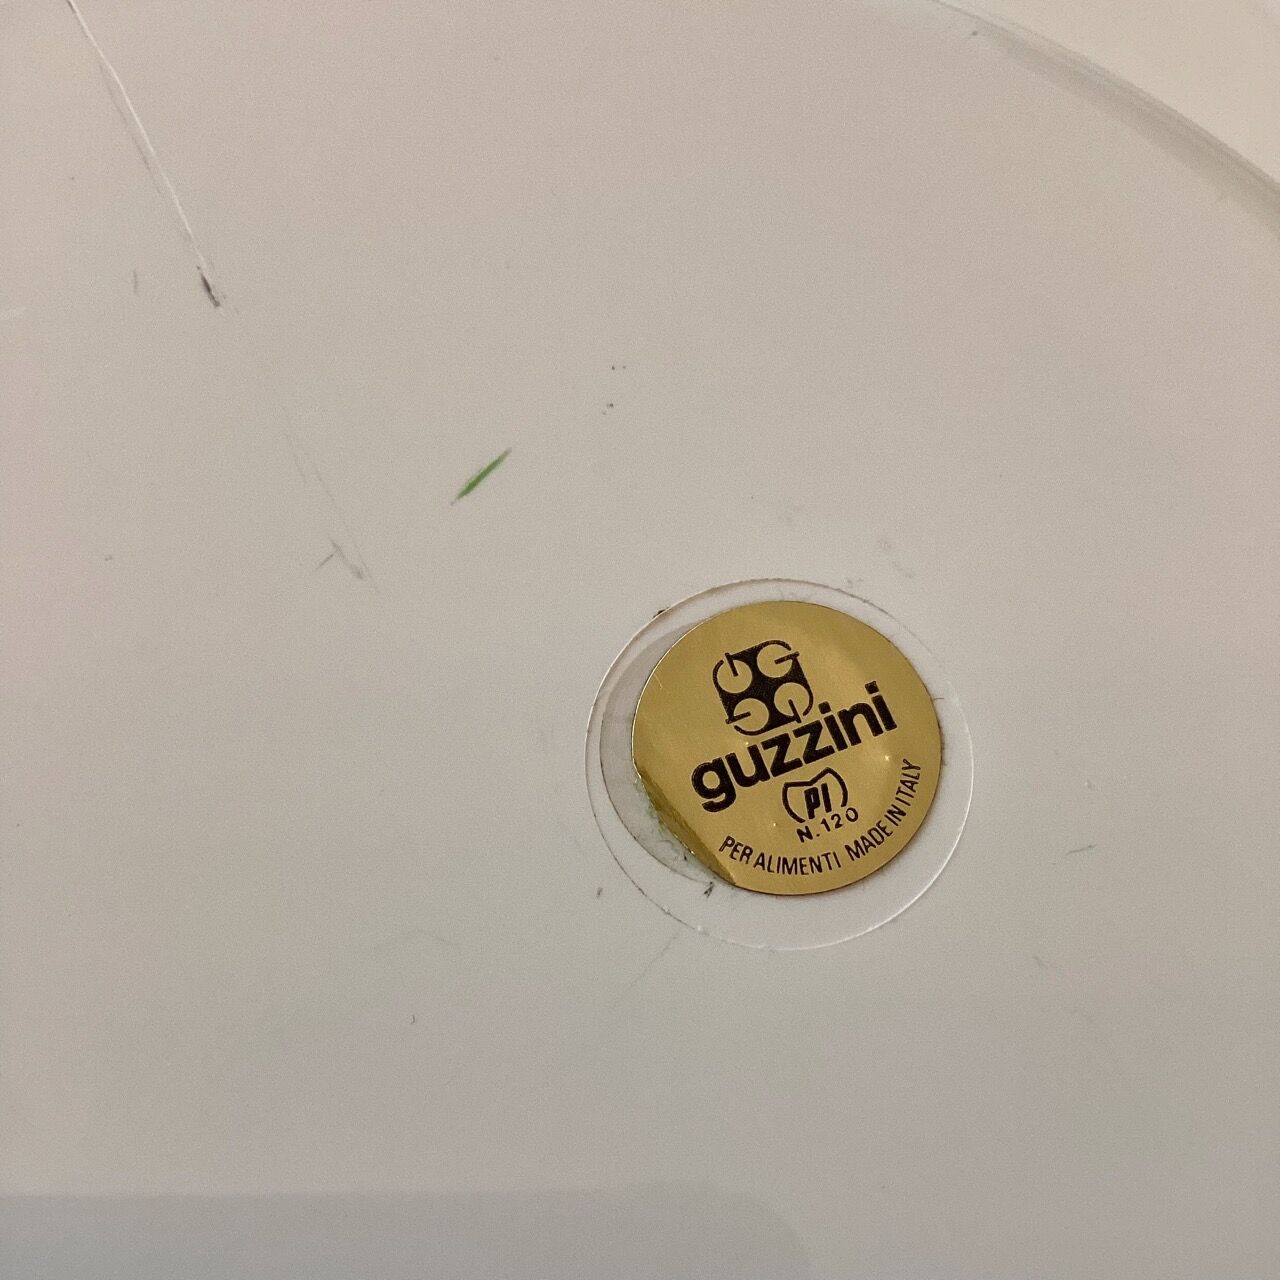 guzzini
PI
N.120
PER ALIMENTI MADE IN ITALY